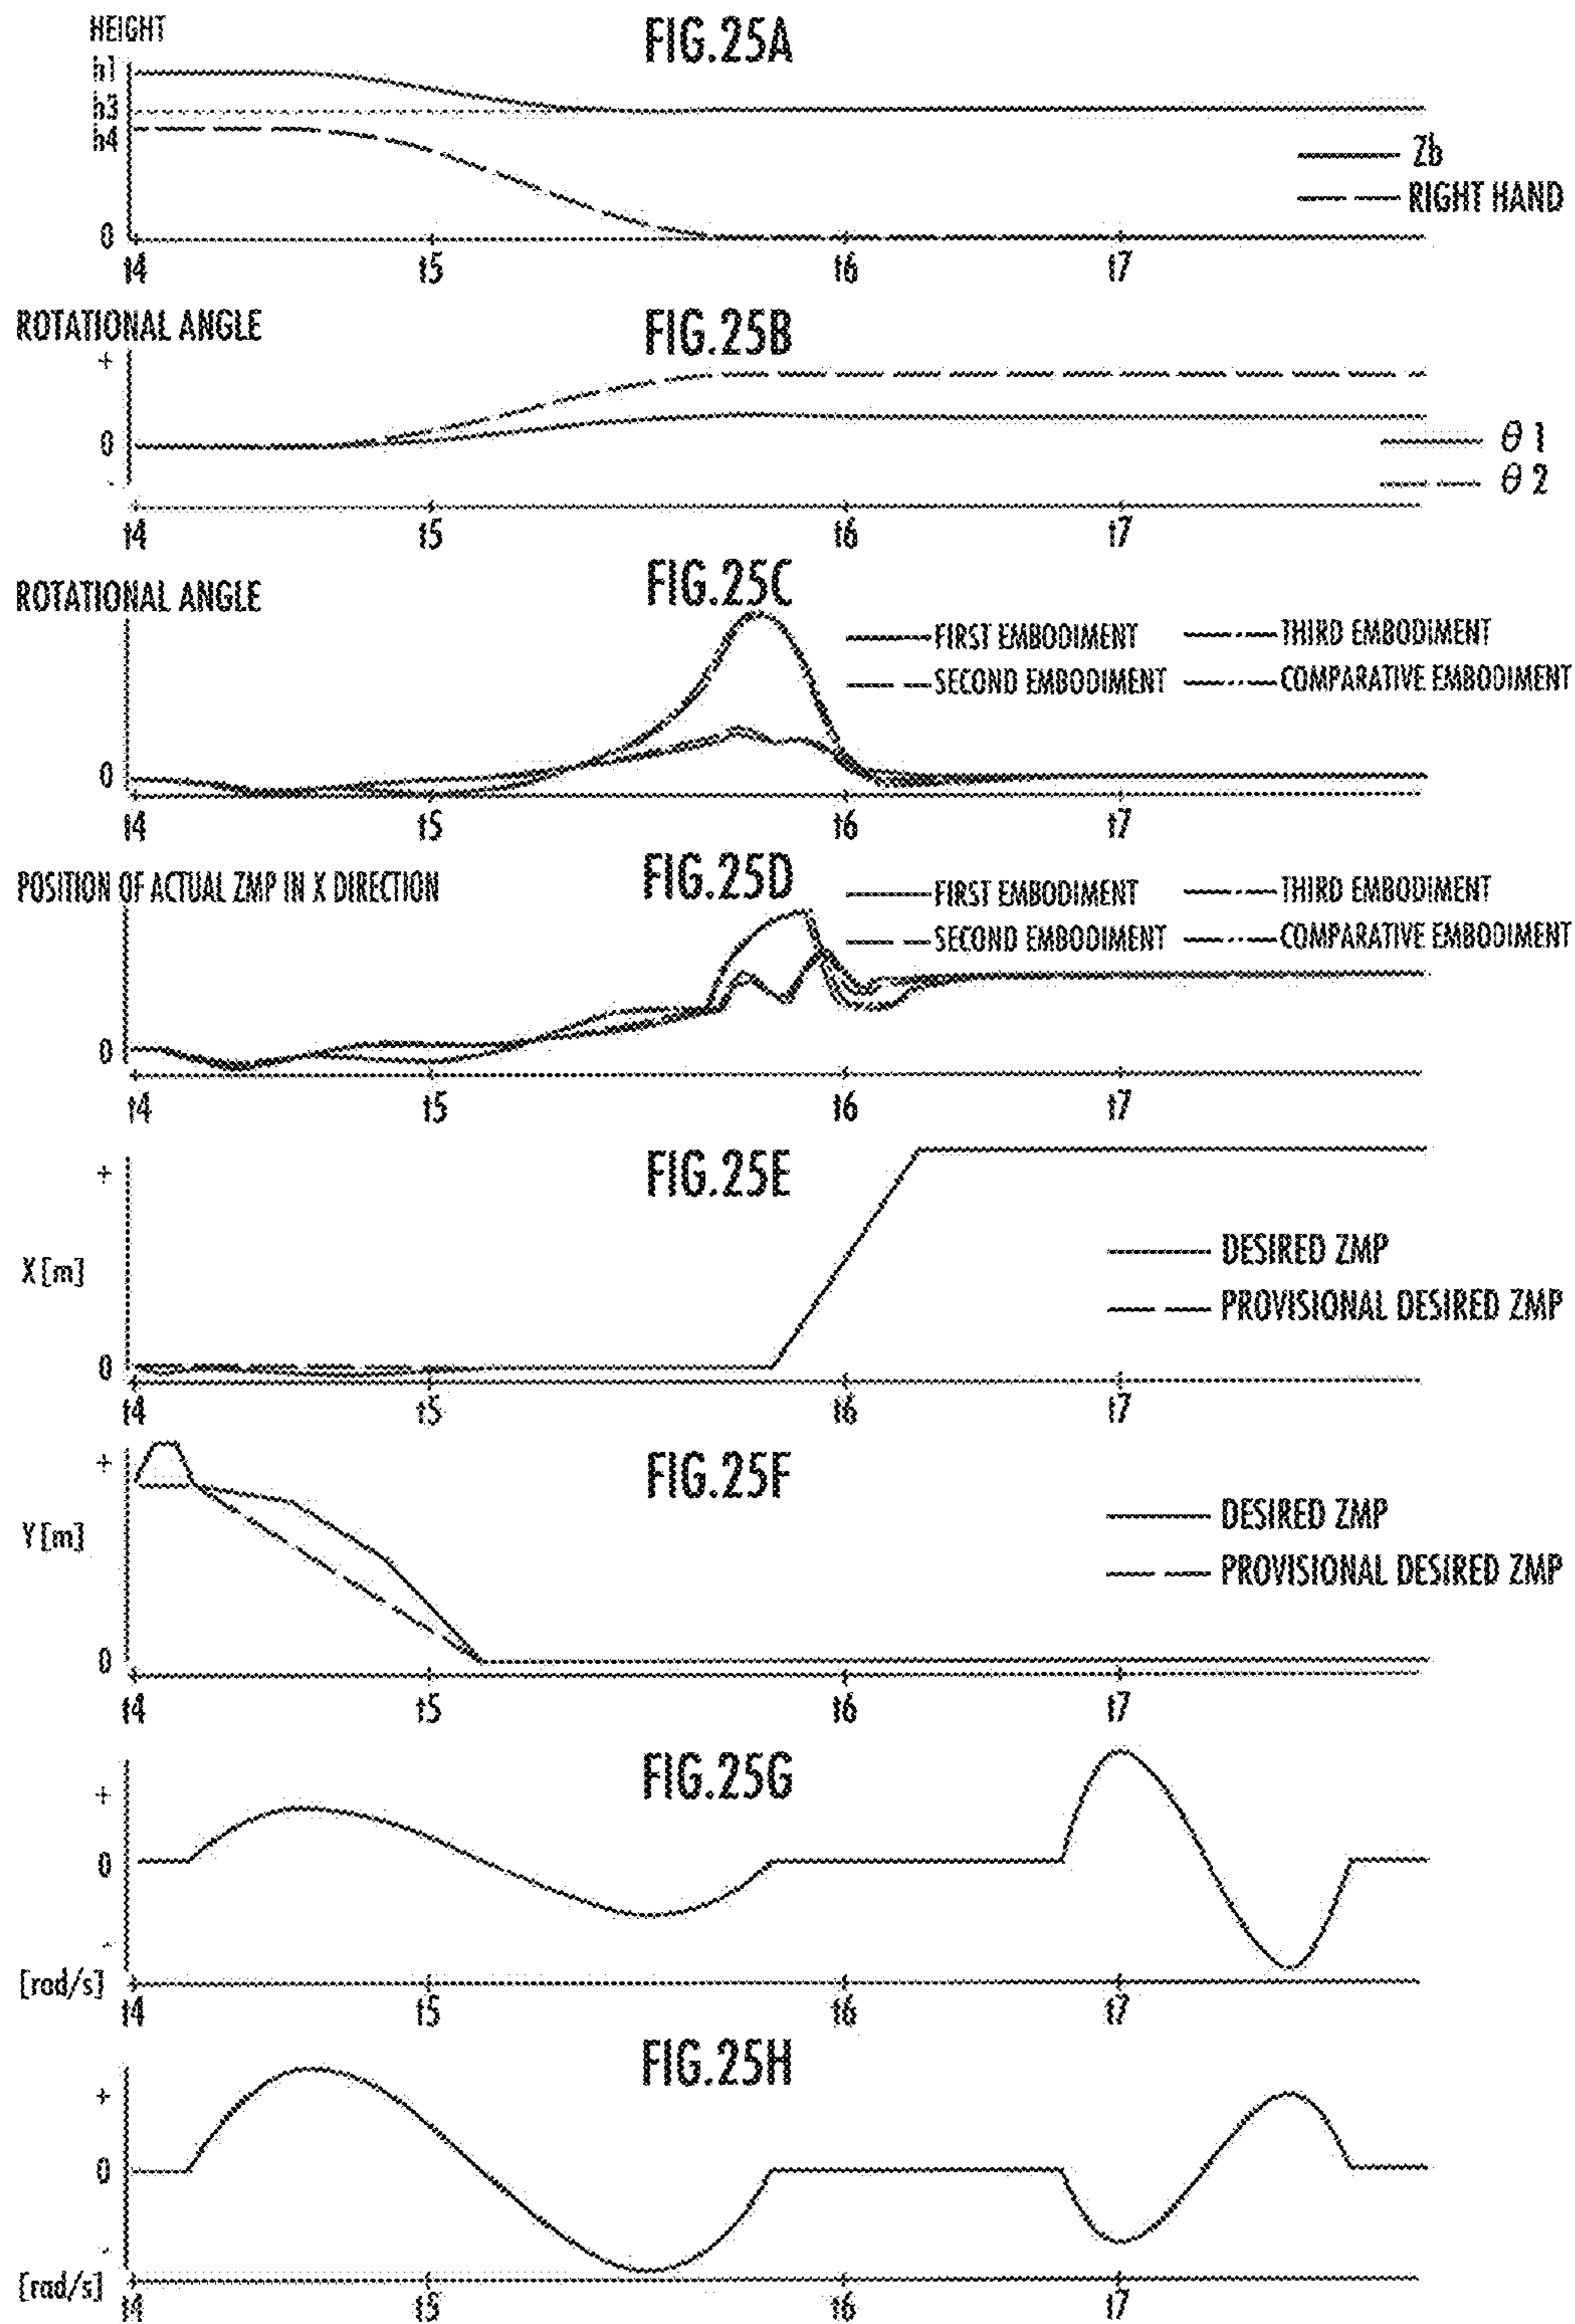 HEIGHT
FIG.25A
h1
h3
h4
0
Zb
RIGHT HAND
t4 t5 t6 t7
ROTATIONAL ANGLE
FIG.25B
+
0
-
θ1
θ2
t4 t5 t6 t7
ROTATIONAL ANGLE
FIG.25C
FIRST EMBODIMENT THIRD EMBODIMENT
SECOND EMBODIMENT COMPARATIVE EMBODIMENT
0
t4 t5 t6 t7
POSITION OF ACTUAL ZMP IN X DIRECTION
FIG.25D
FIRST EMBODIMENT THIRD EMBODIMENT
SECOND EMBODIMENT COMPARATIVE EMBODIMENT
0
t4 t5 t6 t7
FIG.25E
+
X[m]
DESIRED ZMP
PROVISIONAL DESIRED ZMP
0
t4 t5 t6 t7
FIG.25F
+
Y[m]
DESIRED ZMP
PROVISIONAL DESIRED ZMP
0
t4 t5 t6 t7
FIG.25G
+
0
-
[rad/s]
t4 t5 t6 t7
FIG.25H
+
0
-
[rad/s]
t4 t5 t6 t7